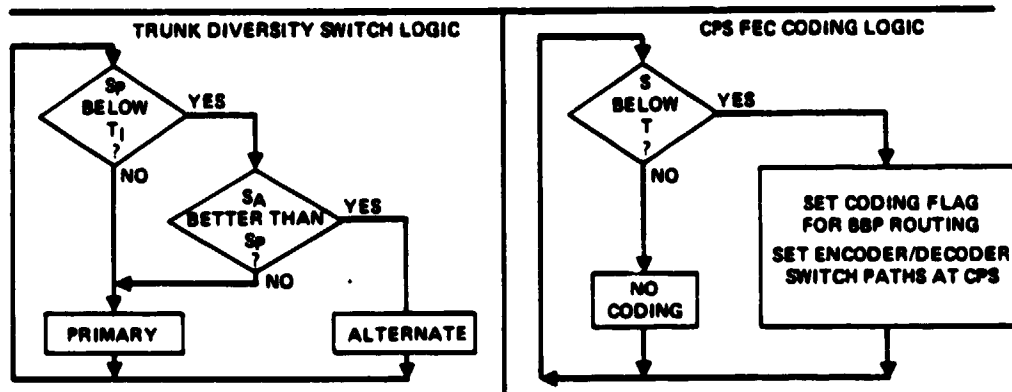 TRUNK DIVERSITY SWITCH LOGIC
SP
BELOW
T1
?
YES
NO
SA
BETTER THAN
SP
?
YES
NO
PRIMARY
ALTERNATE
CPS FEC CODING LOGIC
S
BELOW
T
?
YES
NO
NO
CODING
SET CODING FLAG
FOR BBP ROUTING
SET ENCODER/DECODER
SWITCH PATHS AT CPS